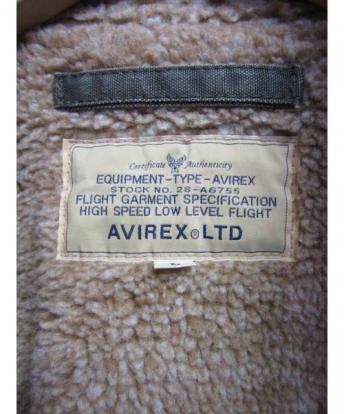 Certificate Authenticity
EQUIPMENT-TYPE-AVIREX
STOCK NO. 28-A6755
FLIGHT GARMENT SPECIFICATION
HIGH SPEED LOW LEVEL FLIGHT
AVIREX® LTD